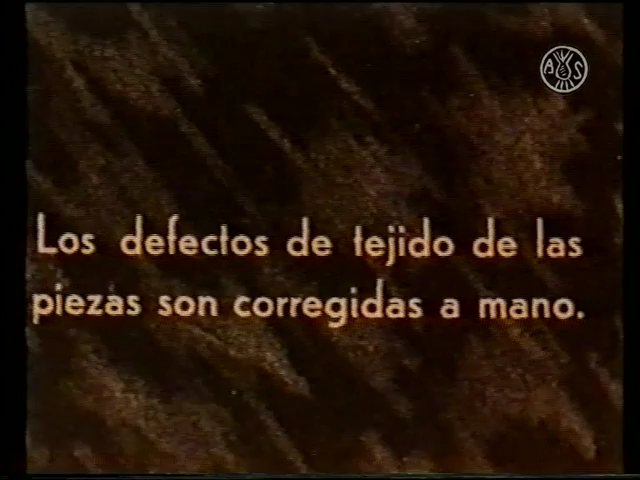 A S
Los defectos de tejido de las
piezas son corregidas a mano.